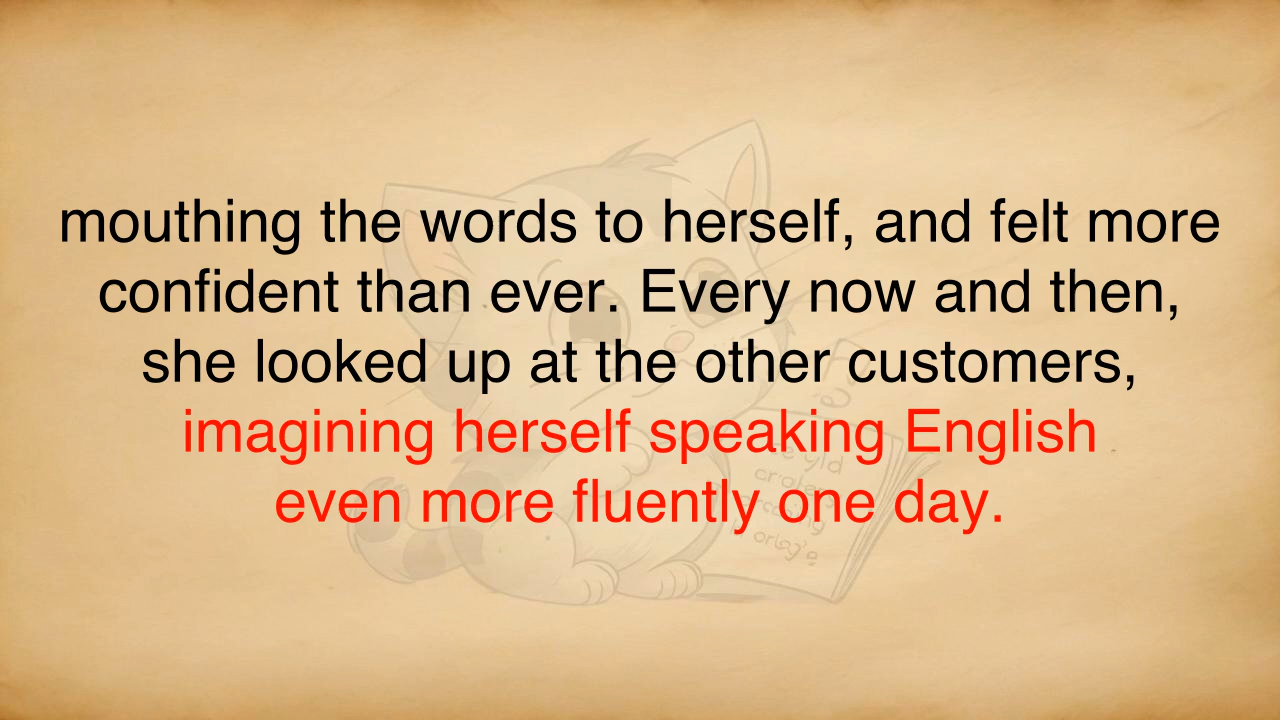 mouthing the words to herself, and felt more
confident than ever. Every now and then,
she looked up at the other customers,
imagining herself speaking English
even more fluently one day.